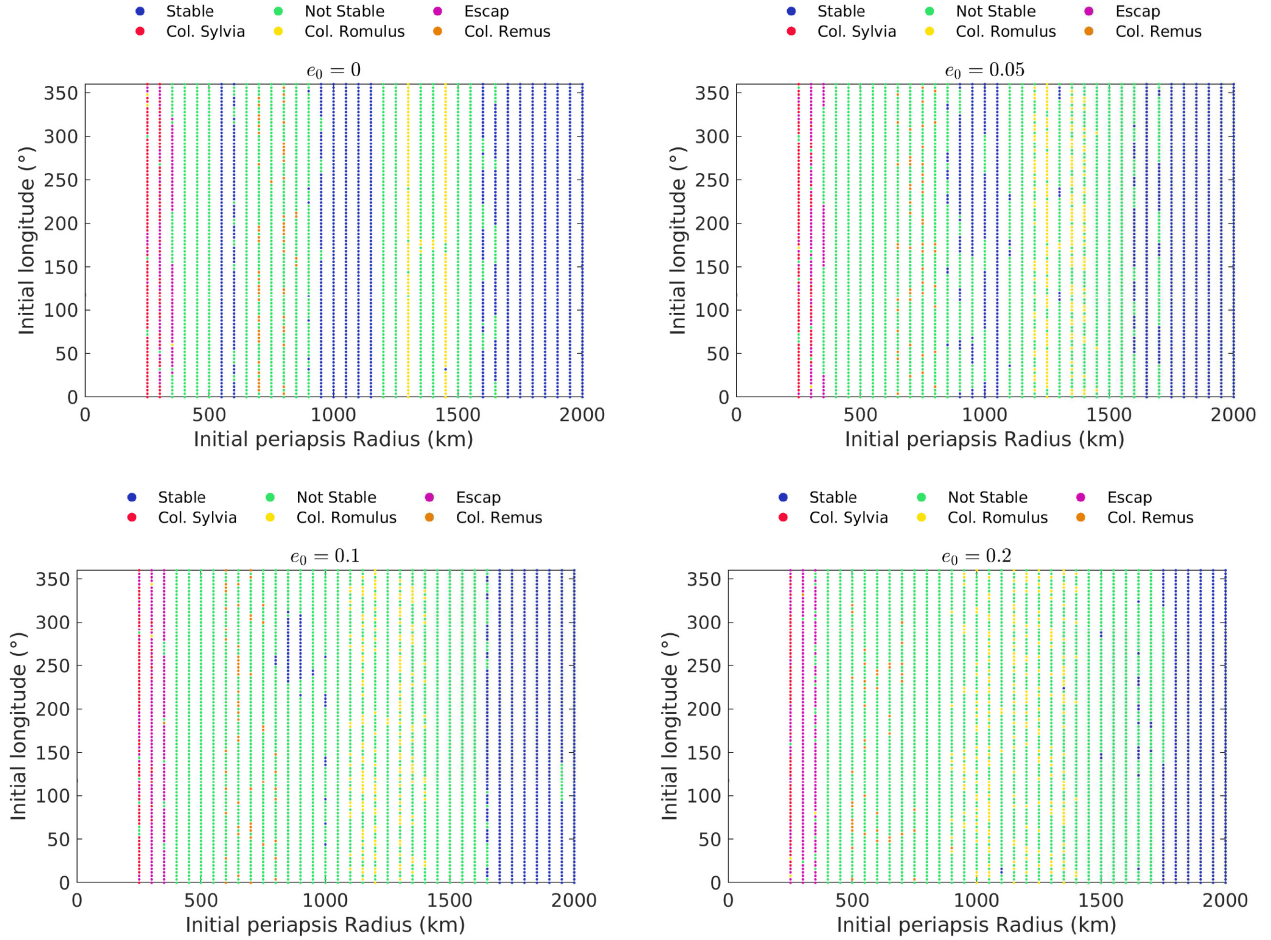 Stable Not Stable Escap
Col. Sylvia Col. Romulus Col. Remus
e₀ = 0
Initial longitude (°)
350
300
250
200
150
100
50
0
0 500 1000 1500 2000
Initial periapsis Radius (km)
Stable Not Stable Escap
Col. Sylvia Col. Romulus Col. Remus
e₀ = 0.05
Initial longitude (°)
350
300
250
200
150
100
50
0
0 500 1000 1500 2000
Initial periapsis Radius (km)
Stable Not Stable Escap
Col. Sylvia Col. Romulus Col. Remus
e₀ = 0.1
Initial longitude (°)
350
300
250
200
150
100
50
0
0 500 1000 1500 2000
Initial periapsis Radius (km)
Stable Not Stable Escap
Col. Sylvia Col. Romulus Col. Remus
e₀ = 0.2
Initial longitude (°)
350
300
250
200
150
100
50
0
0 500 1000 1500 2000
Initial periapsis Radius (km)